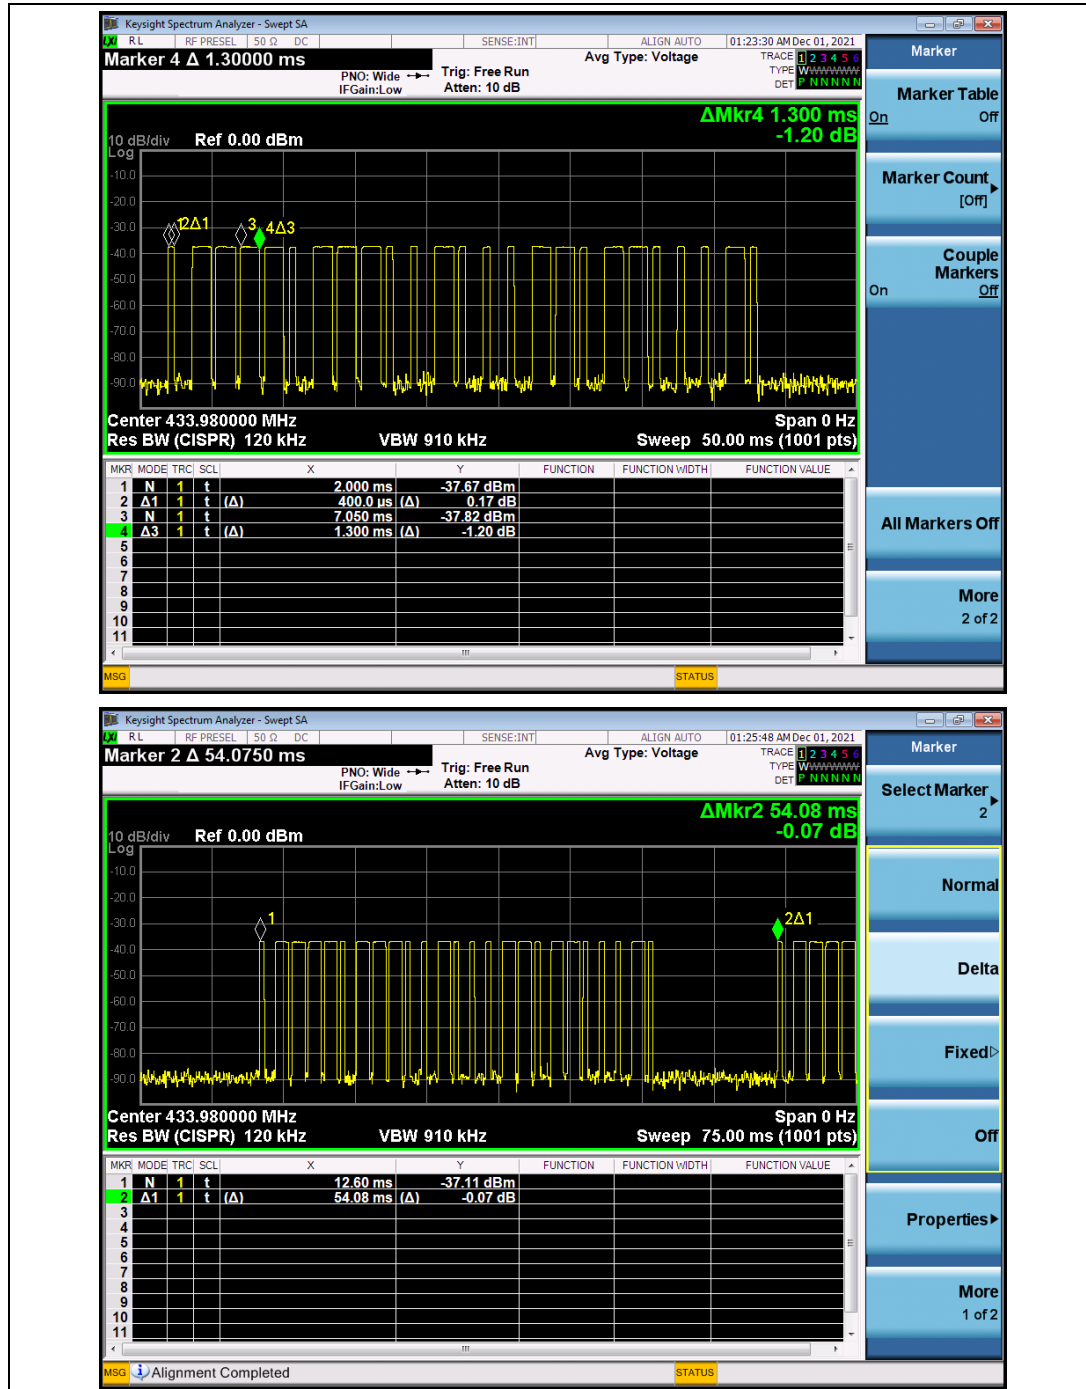 Keysight Spectrum Analyzer - Swept SA
LXI RL RF PRESEL 50 Ω DC SENSE:INT ALIGN AUTO 01:23:30 AM Dec 01, 2021
Marker 4 Δ 1.30000 ms
PNO: Wide
IFGain:Low
Trig: Free Run
Atten: 10 dB
Avg Type: Voltage
TRACE 1 2 3 4 5 6
TYPE WWWWWW
DET P N N N N N
ΔMkr4 1.300 ms
-1.20 dB
10 dB/div Ref 0.00 dBm
Log
-10.0
-20.0
-30.0
-40.0
-50.0
-60.0
-70.0
-80.0
-90.0
2Δ1 3 4Δ3
Center 433.980000 MHz Span 0 Hz
Res BW (CISPR) 120 kHz VBW 910 kHz Sweep 50.00 ms (1001 pts)
MKR MODE TRC SCL X Y FUNCTION FUNCTION WIDTH FUNCTION VALUE
1 N 1 t 2.000 ms -37.67 dBm
2 Δ1 1 t (Δ) 400.0 µs (Δ) 0.17 dB
3 N 1 t 7.050 ms -37.82 dBm
4 Δ3 1 t (Δ) 1.300 ms (Δ) -1.20 dB
5
6
7
8
9
10
11
MSG STATUS
Marker
Marker Table
On Off
Marker Count
[Off]
Couple
Markers
On Off
All Markers Off
More
2 of 2
Keysight Spectrum Analyzer - Swept SA
LXI RL RF PRESEL 50 Ω DC SENSE:INT ALIGN AUTO 01:25:48 AM Dec 01, 2021
Marker 2 Δ 54.0750 ms
PNO: Wide
IFGain:Low
Trig: Free Run
Atten: 10 dB
Avg Type: Voltage
TRACE 1 2 3 4 5 6
TYPE WWWWWW
DET P N N N N N
ΔMkr2 54.08 ms
-0.07 dB
10 dB/div Ref 0.00 dBm
Log
-10.0
-20.0
-30.0
-40.0
-50.0
-60.0
-70.0
-80.0
-90.0
1 2Δ1
Center 433.980000 MHz Span 0 Hz
Res BW (CISPR) 120 kHz VBW 910 kHz Sweep 75.00 ms (1001 pts)
MKR MODE TRC SCL X Y FUNCTION FUNCTION WIDTH FUNCTION VALUE
1 N 1 t 12.60 ms -37.11 dBm
2 Δ1 1 t (Δ) 54.08 ms (Δ) -0.07 dB
3
4
5
6
7
8
9
10
11
MSG Alignment Completed STATUS
Marker
Select Marker
2
Normal
Delta
Fixed
Off
Properties
More
1 of 2